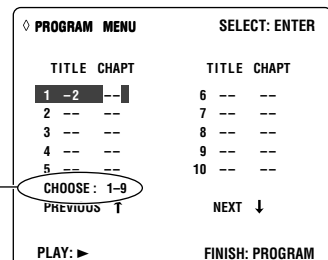 ◊ PROGRAM MENU SELECT: ENTER
TITLE CHAPT TITLE CHAPT
1 –2 –– 6 –– ––
2 –– –– 7 –– ––
3 –– –– 8 –– ––
4 –– –– 9 –– ––
5 –– –– 10 –– ––
CHOOSE : 1–9
PREVIOUS ↑ NEXT ↓
PLAY: ► FINISH: PROGRAM